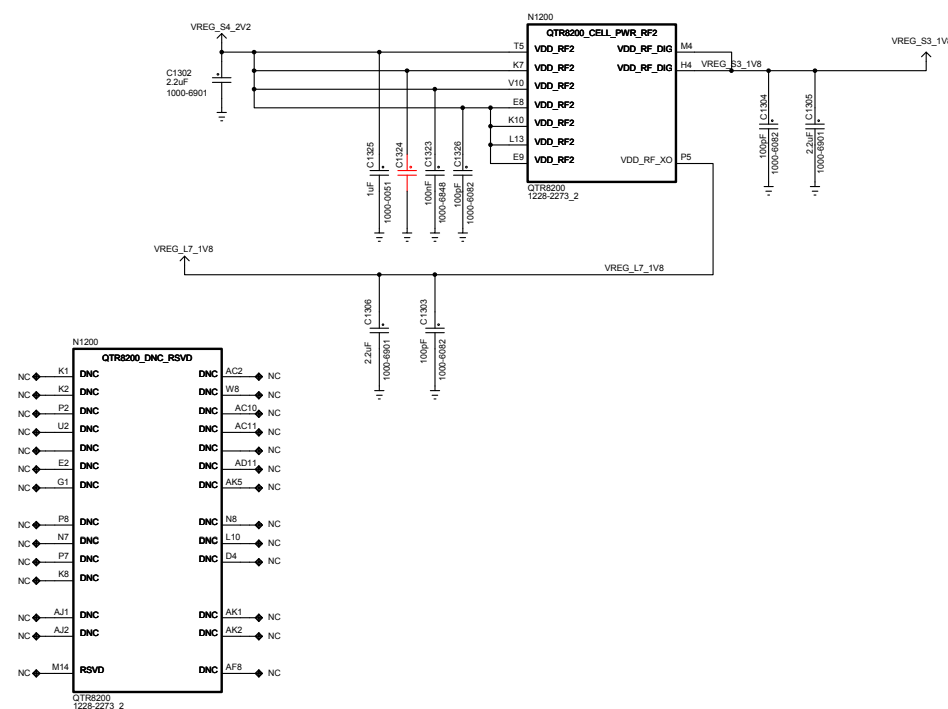 N1200
QTR8200_CELL_PWR_RF2
VREG_S4_2V2
C1302
2.2uF
1000-6901
T5 VDD_RF2 VDD_RF_DIG M4
K7 VDD_RF2 VDD_RF_DIG H4 VREG_S3_1V8
VREG_S3_1V8
V10 VDD_RF2
E8 VDD_RF2
K10 VDD_RF2
L13 VDD_RF2
E9 VDD_RF2 VDD_RF_XO P5
QTR8200
1228-2273_2
C1325
1uF
1000-0051
C1324
C1323
100nF
1000-6848
C1326
100pF
1000-6082
C1304
100pF
1000-6082
C1305
2.2uF
1000-6901
VREG_L7_1V8
VREG_L7_1V8
C1306
2.2uF
1000-6901
C1303
100pF
1000-6082
N1200
QTR8200_DNC_RSVD
NC K1 DNC DNC AC2 NC
NC K2 DNC DNC W8 NC
NC P2 DNC DNC AC10 NC
NC U2 DNC DNC AC11 NC
NC DNC DNC NC
NC E2 DNC DNC AD11 NC
NC G1 DNC DNC AK5 NC
NC P8 DNC DNC N8 NC
NC N7 DNC DNC L10 NC
NC P7 DNC DNC D4 NC
NC K8 DNC
NC AJ1 DNC DNC AK1 NC
NC AJ2 DNC DNC AK2 NC
NC M14 RSVD DNC AF8 NC
QTR8200
1228-2273_2